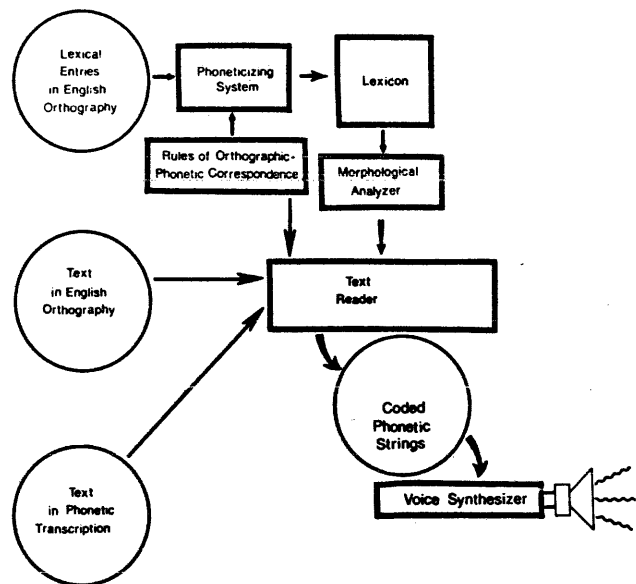 Lexical
Entries
in English
Orthography
Phoneticizing
System
Lexicon
Rules of Orthographic-
Phonetic Correspondence
Morphological
Analyzer
Text
in English
Orthography
Text
Reader
Coded
Phonetic
Strings
Text
in Phonetic
Transcription
Voice Synthesizer